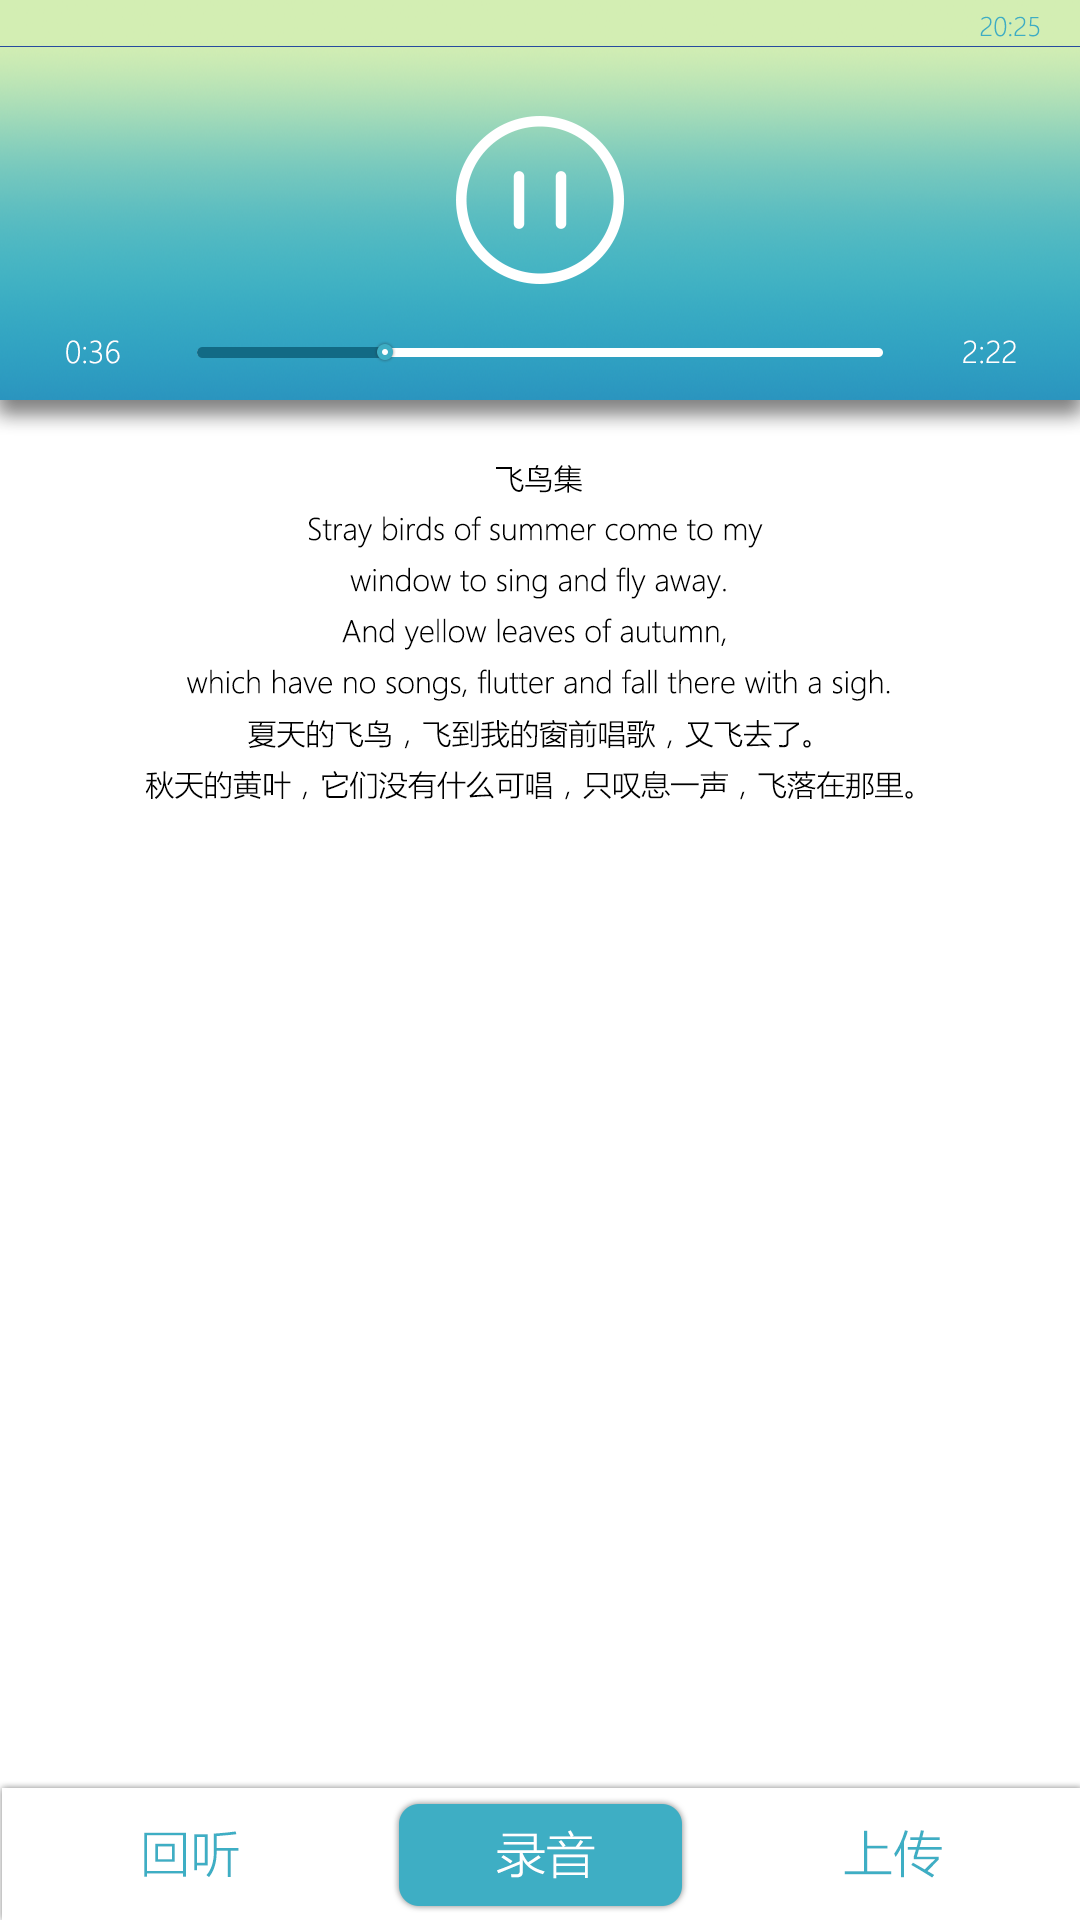 20:25
0:36
2:22
飞鸟集
Stray birds of summer come to my
window to sing and fly away.
And yellow leaves of autumn,
which have no songs, flutter and fall there with a sigh.
夏天的飞鸟，飞到我的窗前唱歌，又飞去了。
秋天的黄叶，它们没有什么可唱，只叹息一声，飞落在那里。
回听
录音
上传